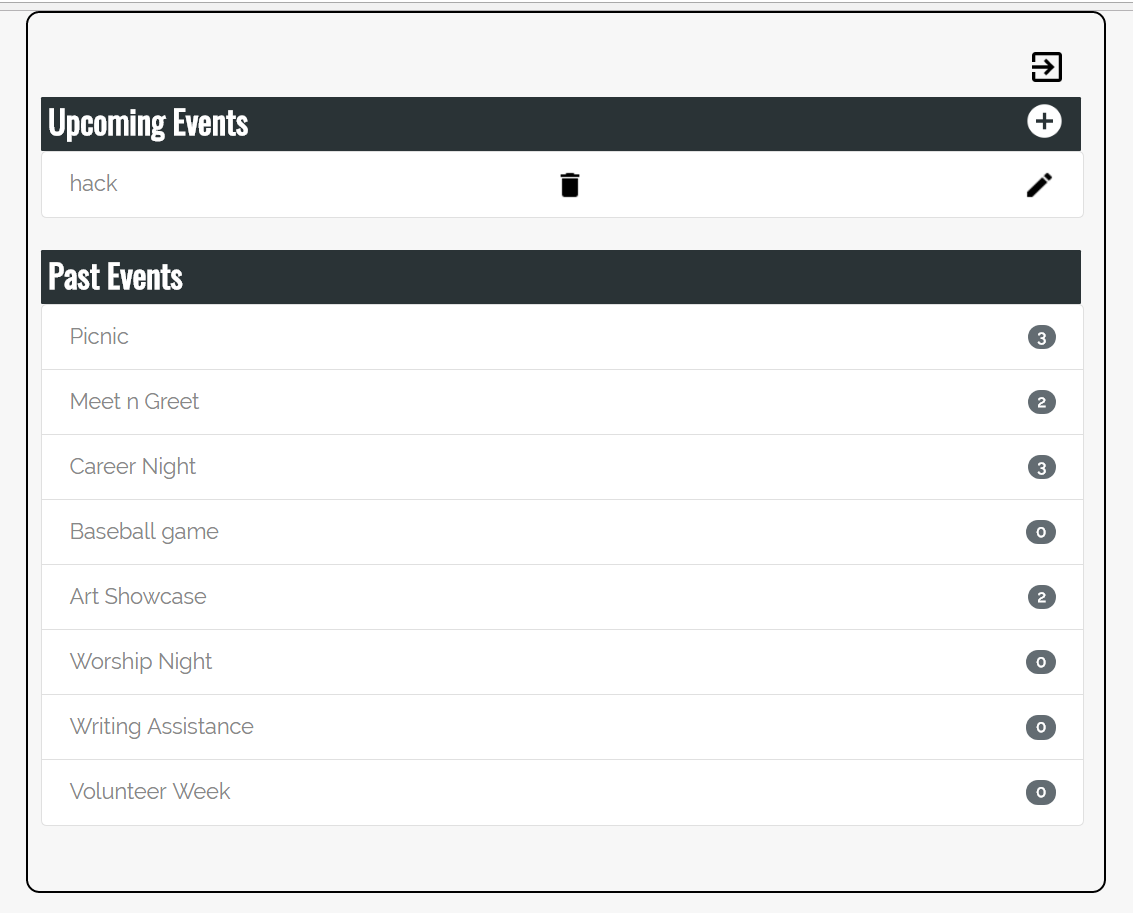 Upcoming Events
hack
Past Events
Picnic 3
Meet n Greet 2
Career Night 3
Baseball game 0
Art Showcase 2
Worship Night 0
Writing Assistance 0
Volunteer Week 0